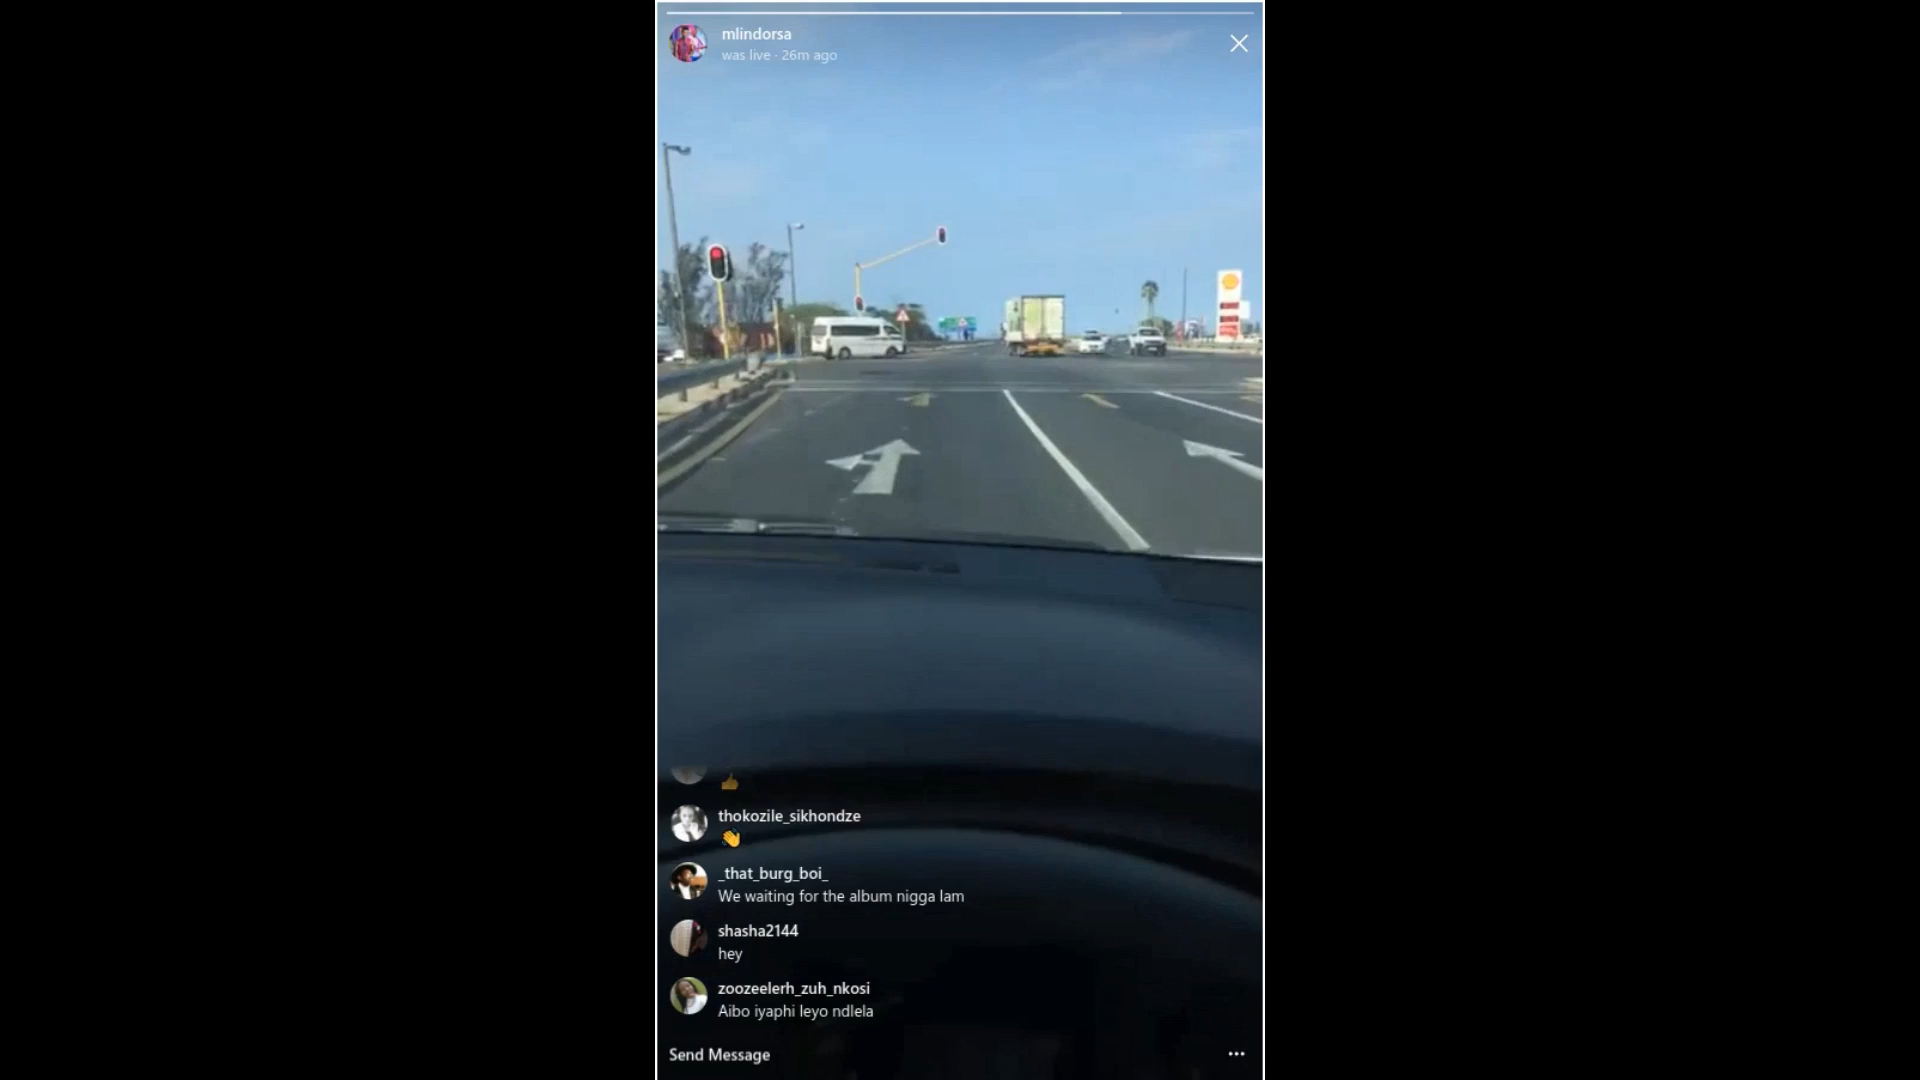 mlindorsa
was live · 26m ago
thokozile_sikhondze
_that_burg_boi_
We waiting for the album nigga lam
shasha2144
hey
zoozeelerh_zuh_nkosi
Aibo iyaphi leyo ndlela
Send Message